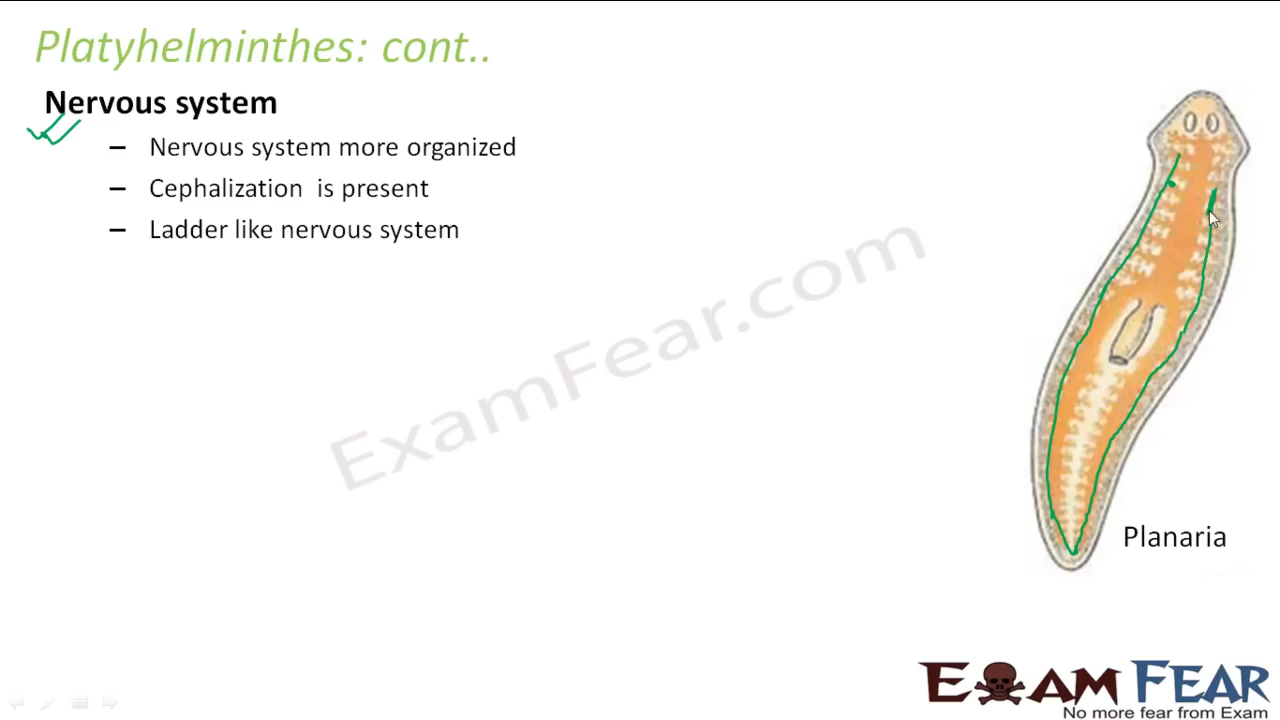 Platyhelminthes: cont..
Nervous system
– Nervous system more organized
– Cephalization is present
– Ladder like nervous system
ExamFear.com
Planaria
EXAM FEAR
No more fear from Exam